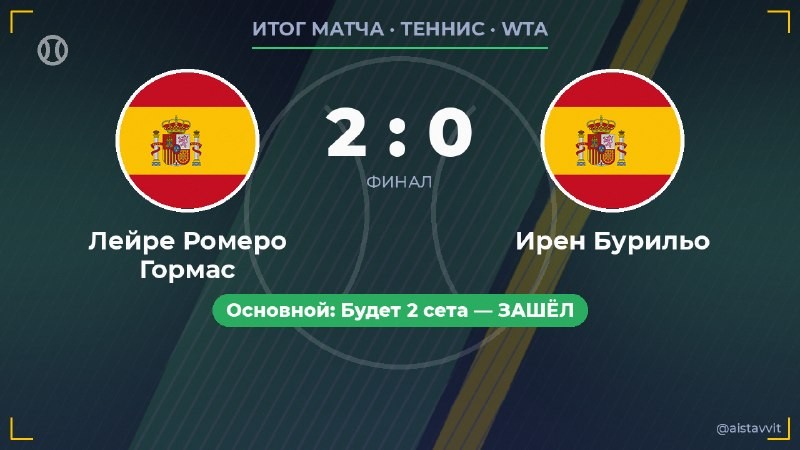 ИТОГ МАТЧА · ТЕННИС · WTA
2 : 0
ФИНАЛ
Лейре Ромеро
Гормас
Ирен Бурильо
Основной: Будет 2 сета — ЗАШЁЛ
@aistavvit